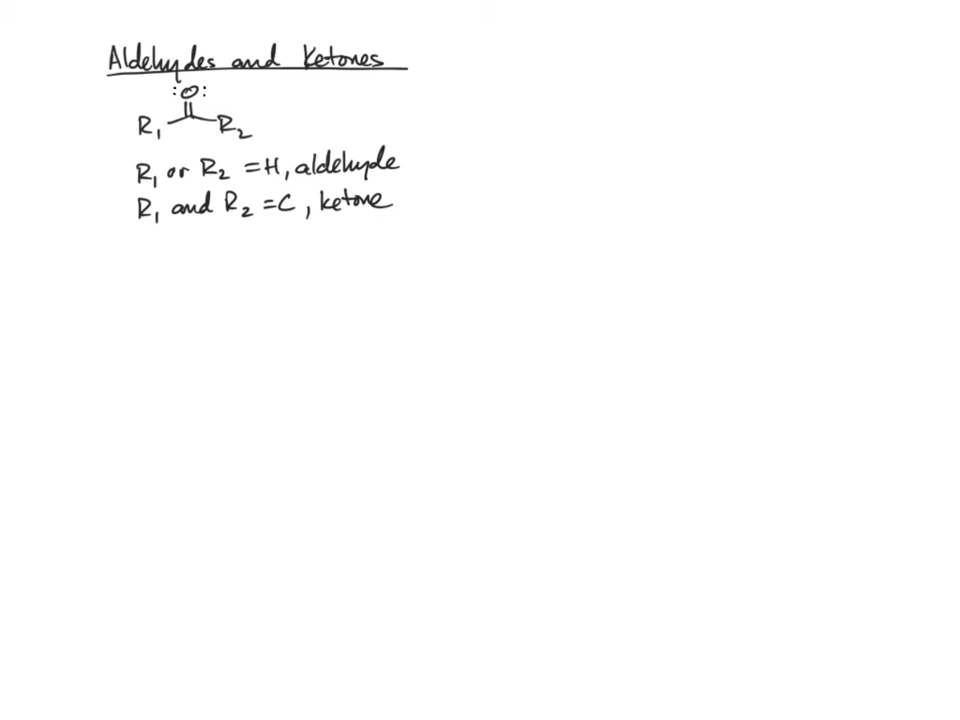 Aldehydes and Ketones
:O:
R₁ R₂
R₁ or R₂ = H, aldehyde
R₁ and R₂ = C, ketone